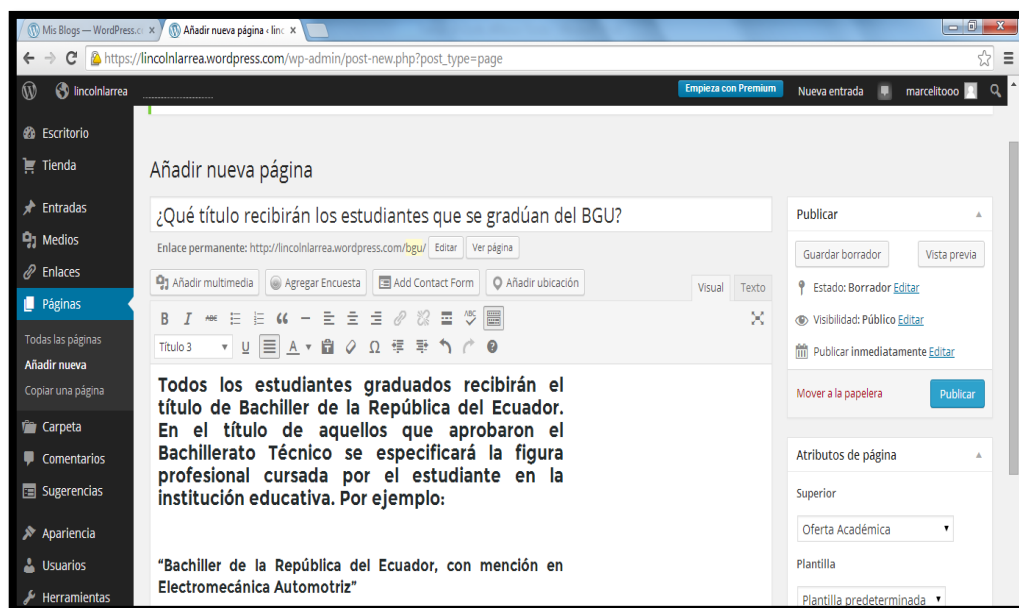 Mis Blogs — WordPress.c
Añadir nueva página ‹ linc
https://lincolnlarrea.wordpress.com/wp-admin/post-new.php?post_type=page
lincolnlarrea
Empieza con Premium
Nueva entrada
marcelitooo
Escritorio
Tienda
Entradas
Medios
Enlaces
Páginas
Todas las páginas
Añadir nueva
Copiar una página
Carpeta
Comentarios
Sugerencias
Apariencia
Usuarios
Herramientas
Añadir nueva página
¿Qué título recibirán los estudiantes que se gradúan del BGU?
Enlace permanente: http://lincolnlarrea.wordpress.com/bgu/ Editar Ver página
Añadir multimedia Agregar Encuesta Add Contact Form Añadir ubicación
Visual Texto
B I ABC ABC
Título 3 U A Ω
Todos los estudiantes graduados recibirán el
título de Bachiller de la República del Ecuador.
En el título de aquellos que aprobaron el
Bachillerato Técnico se especificará la figura
profesional cursada por el estudiante en la
institución educativa. Por ejemplo:
“Bachiller de la República del Ecuador, con mención en
Electromecánica Automotriz”
Publicar
Guardar borrador Vista previa
Estado: Borrador Editar
Visibilidad: Público Editar
Publicar inmediatamente Editar
Mover a la papelera Publicar
Atributos de página
Superior
Oferta Académica
Plantilla
Plantilla predeterminada